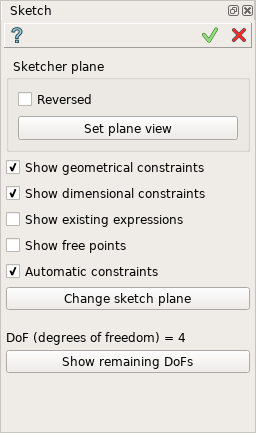 Sketch
Sketcher plane
Reversed
Set plane view
Show geometrical constraints
Show dimensional constraints
Show existing expressions
Show free points
Automatic constraints
Change sketch plane
DoF (degrees of freedom) = 4
Show remaining DoFs